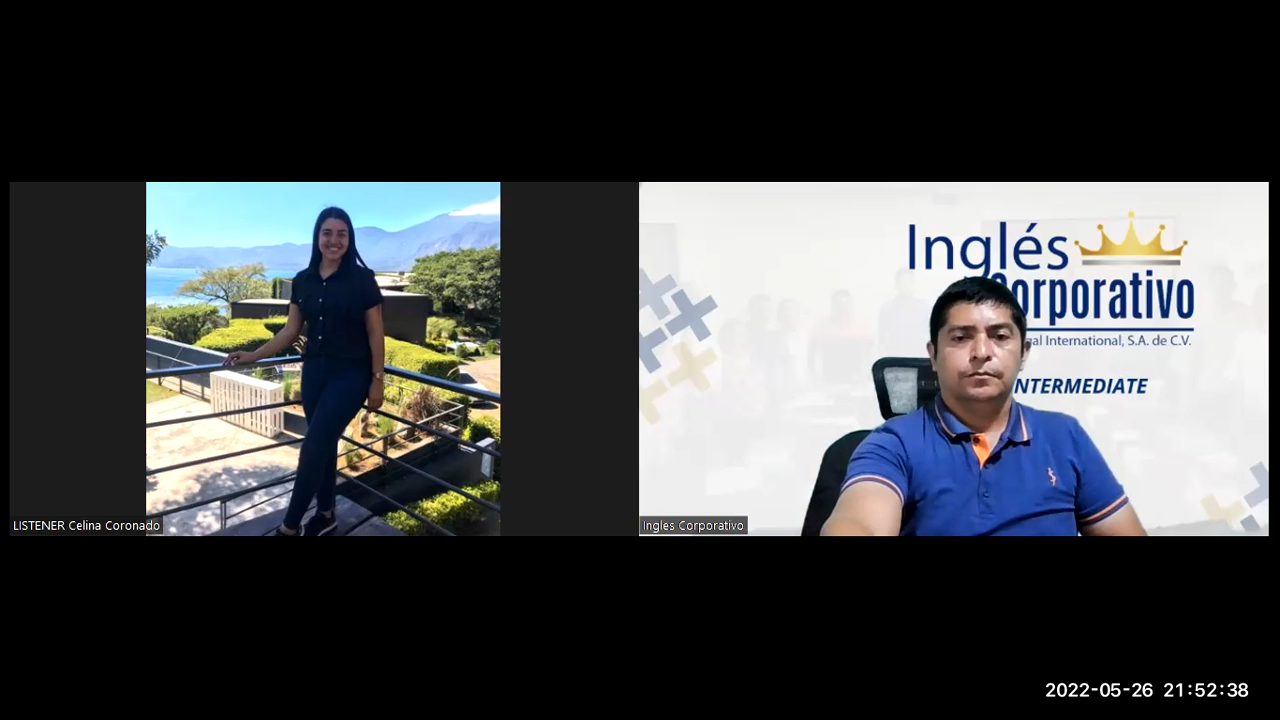 Inglés
Corporativo
International, S.A. de C.V.
INTERMEDIATE
LISTENER Celina Coronado
Ingles Corporativo
2022-05-26 21:52:38